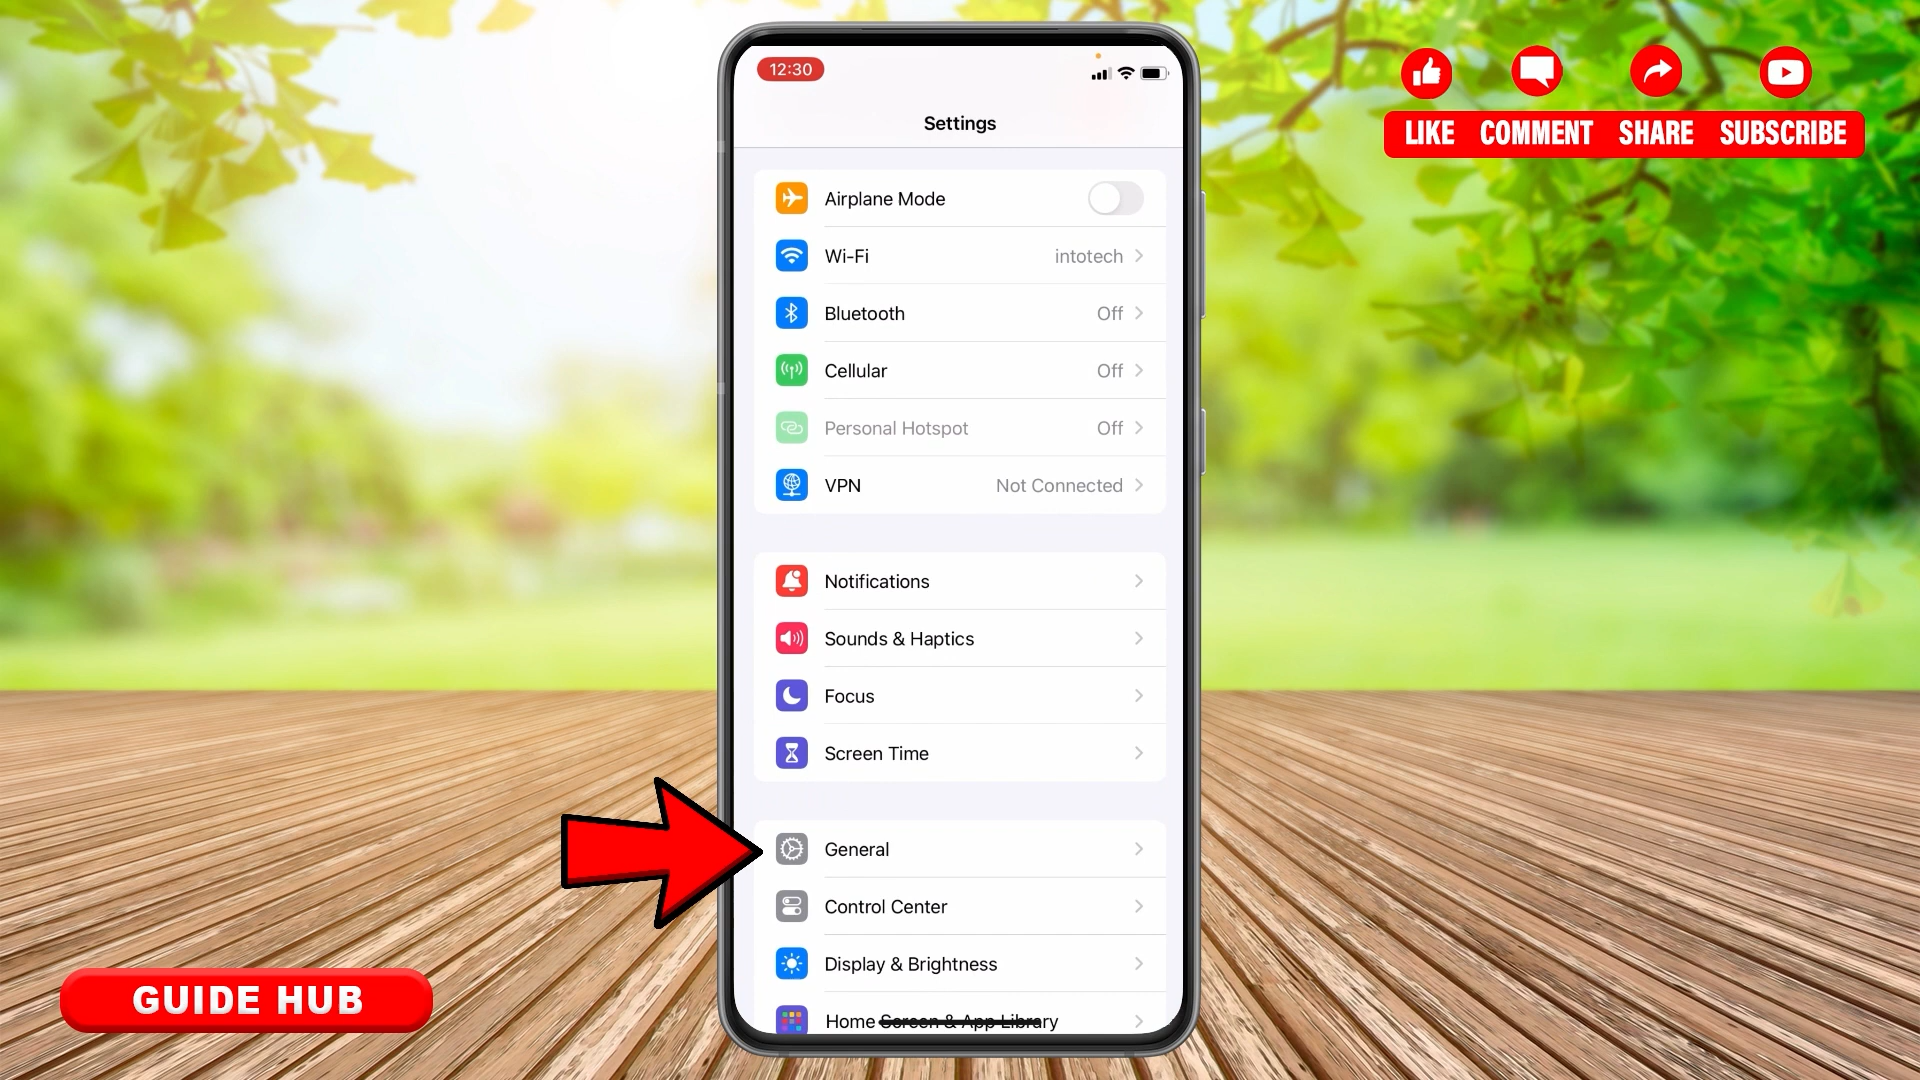 12:30
LIKE COMMENT SHARE SUBSCRIBE
Settings
Airplane Mode
Wi-Fi intotech
Bluetooth Off
Cellular Off
Personal Hotspot Off
VPN Not Connected
Notifications
Sounds & Haptics
Focus
Screen Time
General
Control Center
Display & Brightness
Home Screen & App Library
GUIDE HUB